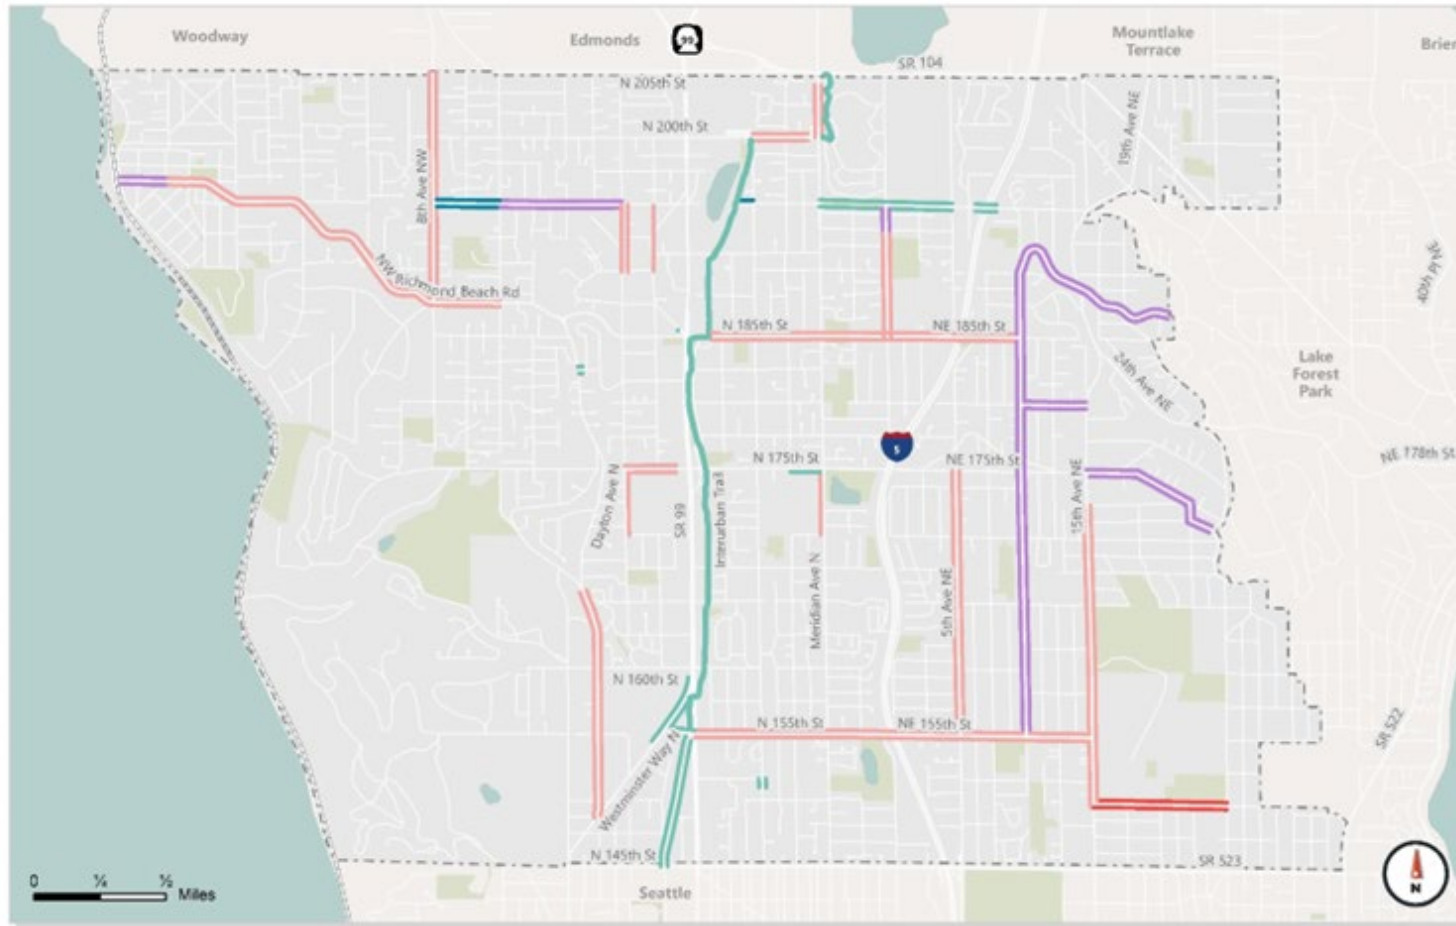 Woodway
Edmonds
99
Mountlake
Terrace
Brier
SR 104
N 205th St
19th Ave NE
N 200th St
8th Ave NW
40th Pl NE
NW Richmond Beach Rd
N 185th St
NE 185th St
24th Ave NE
Lake
Forest
Park
5
N 175th St
NE 175th St
NE 178th St
Dayton Ave N
SR 99
Interurban Trail
15th Ave NE
Meridian Ave N
5th Ave NE
N 160th St
N 155th St
NE 155th St
SR 522
Westminster Way N
N 145th St
SR 523
0 ¼ ½ Miles
Seattle
N